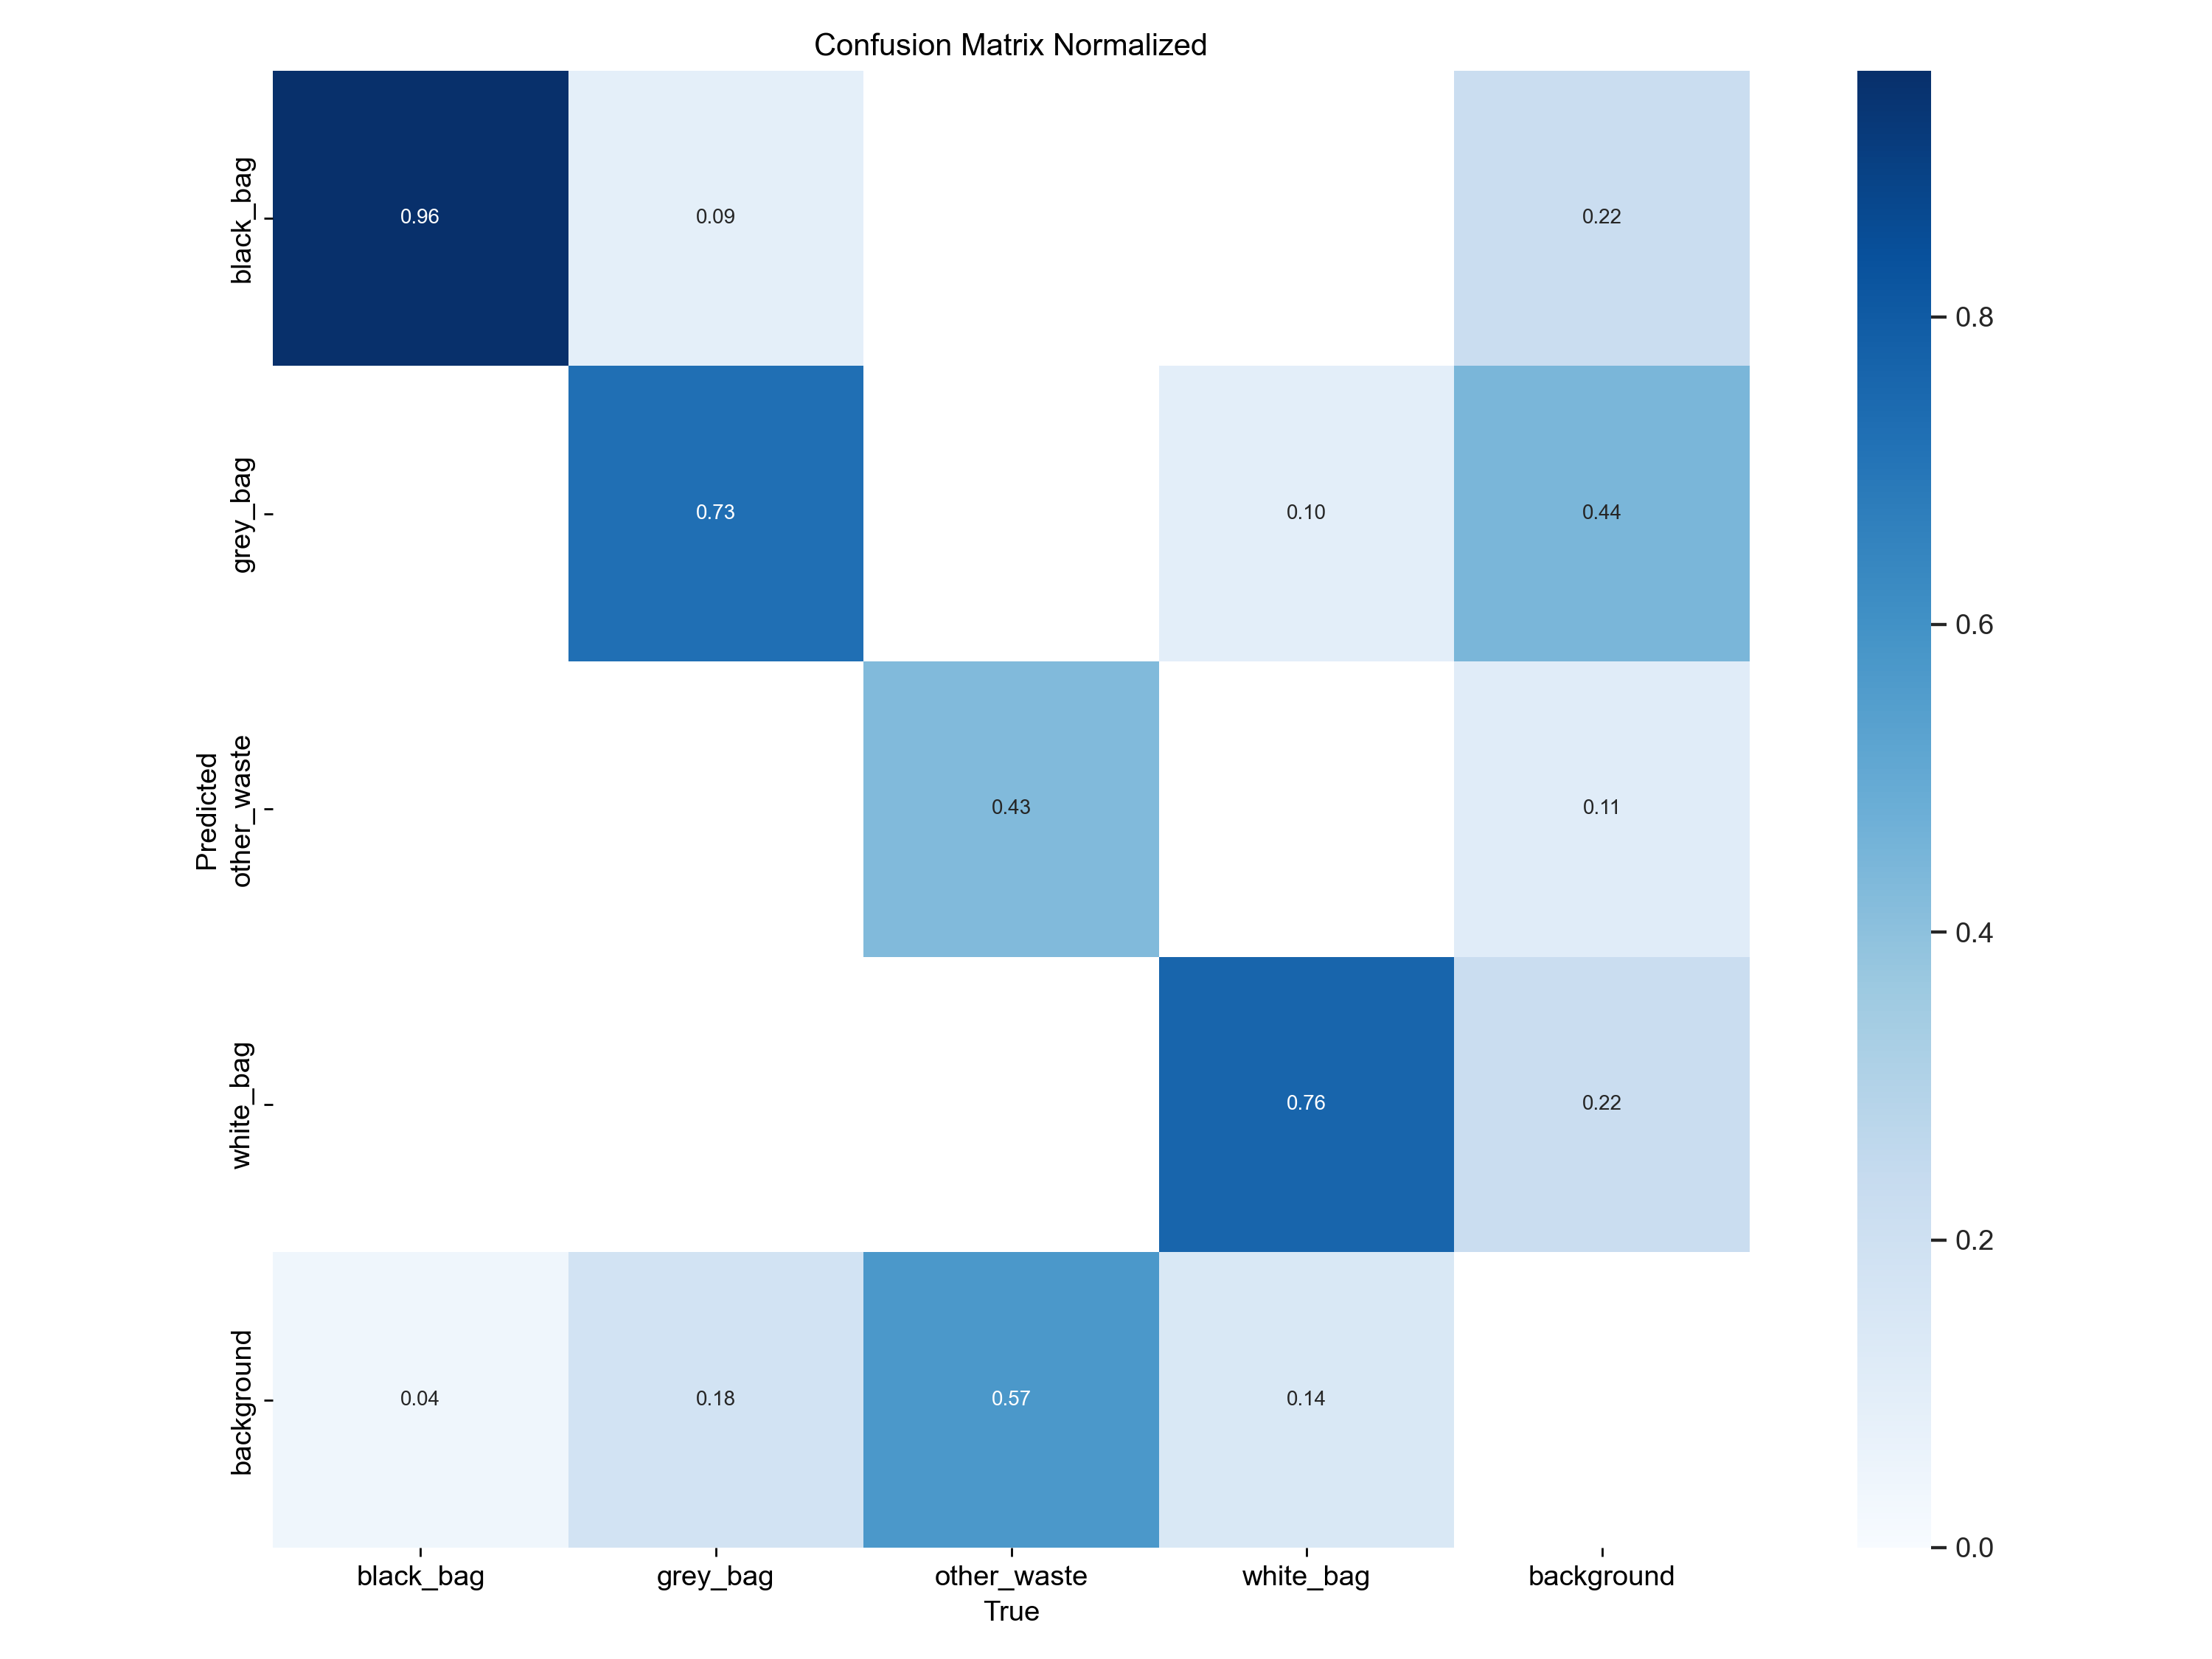 Confusion Matrix Normalized
black_bag
0.96
0.09
0.22
0.8
grey_bag
0.73
0.10
0.44
0.6
Predicted
other_waste
0.43
0.11
0.4
white_bag
0.76
0.22
0.2
background
0.04
0.18
0.57
0.14
0.0
black_bag
grey_bag
other_waste
white_bag
background
True